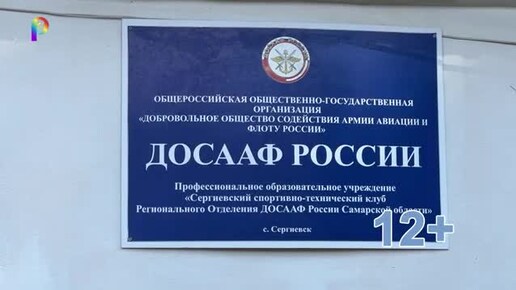 ОБЩЕРОССИЙСКАЯ ОБЩЕСТВЕННО-ГОСУДАРСТВЕННАЯ
ОРГАНИЗАЦИЯ
«ДОБРОВОЛЬНОЕ ОБЩЕСТВО СОДЕЙСТВИЯ АРМИИ АВИАЦИИ И
ФЛОТУ РОССИИ»
ДОСААФ РОССИИ
Профессиональное образовательное учреждение
«Сергиевский спортивно-технический клуб
Регионального Отделения ДОСААФ России Самарской области»
с. Сергиевск
12+